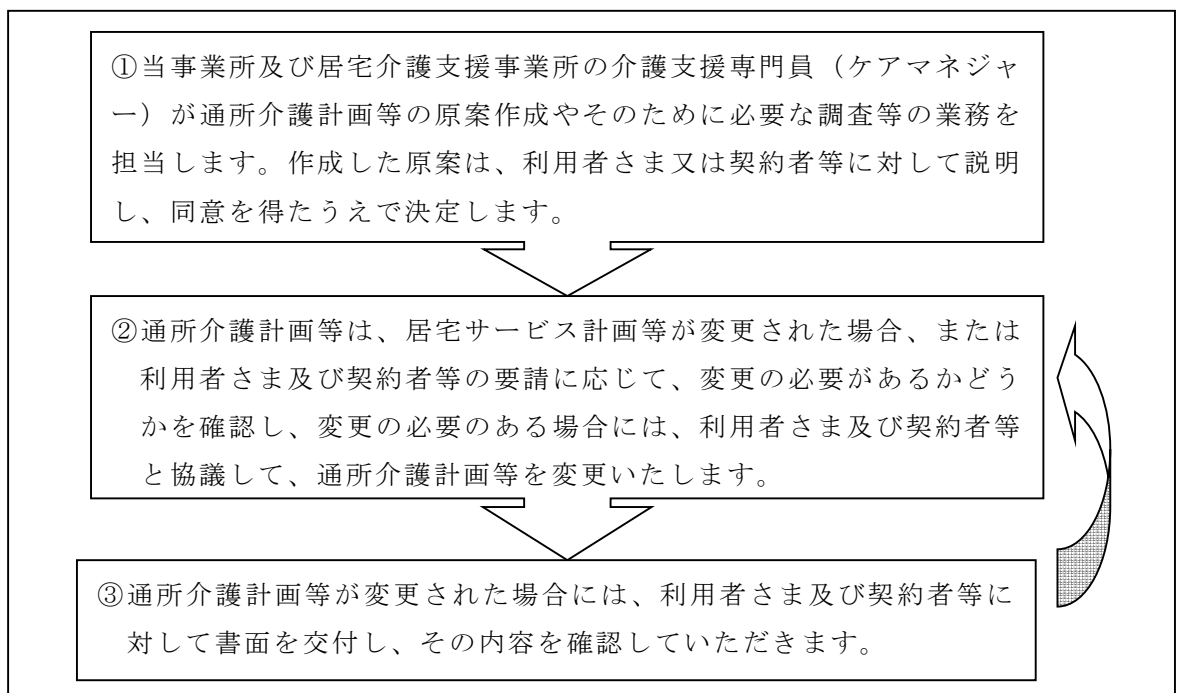 ①当事業所及び居宅介護支援事業所の介護支援専門員（ケアマネジャ
ー）が通所介護計画等の原案作成やそのために必要な調査等の業務を
担当します。作成した原案は、利用者さま又は契約者等に対して説明
し、同意を得たうえで決定します。
②通所介護計画等は、居宅サービス計画等が変更された場合、または
利用者さま及び契約者等の要請に応じて、変更の必要があるかどう
かを確認し、変更の必要のある場合には、利用者さま及び契約者等
と協議して、通所介護計画等を変更いたします。
③通所介護計画等が変更された場合には、利用者さま及び契約者等に
対して書面を交付し、その内容を確認していただきます。